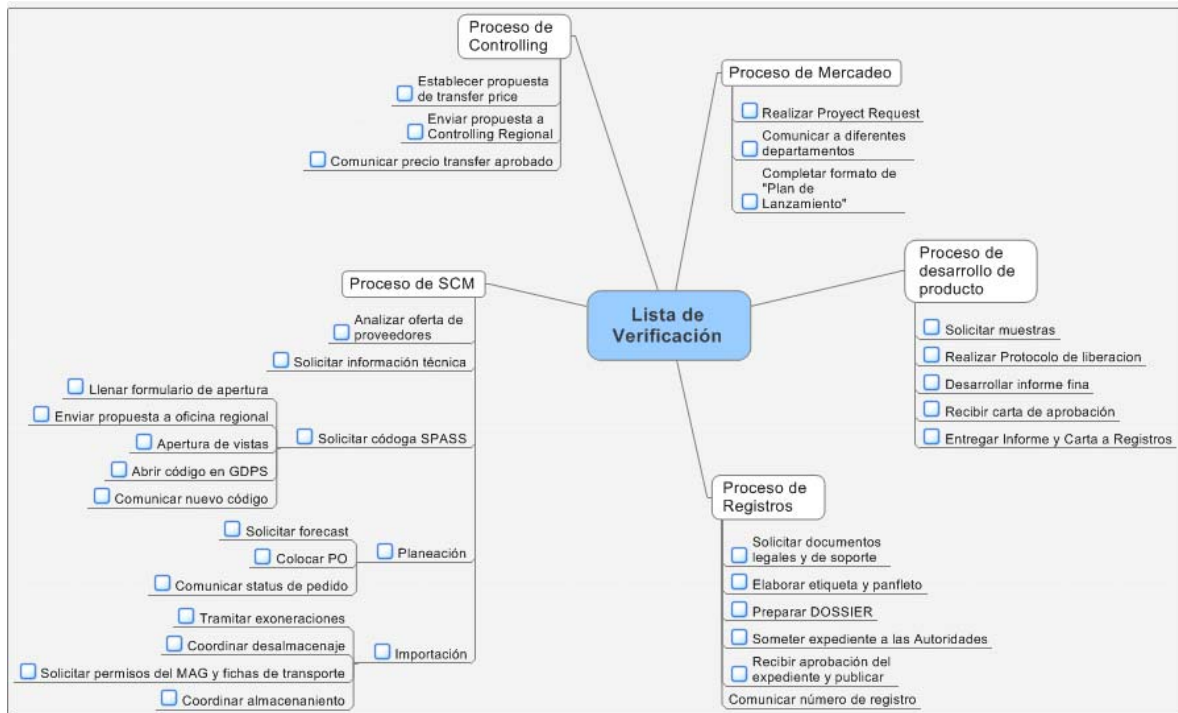 Proceso de
Controlling
Establecer propuesta
de transfer price
Enviar propuesta a
Controlling Regional
Comunicar precio transfer aprobado
Proceso de Mercadeo
Realizar Proyect Request
Comunicar a diferentes
departamentos
Completar formato de
"Plan de
Lanzamiento"
Lista de
Verificación
Proceso de
desarrollo de
producto
Solicitar muestras
Realizar Protocolo de liberacion
Desarrollar informe fina
Recibir carta de aprobación
Entregar Informe y Carta a Registros
Proceso de SCM
Analizar oferta de
proveedores
Solicitar información técnica
Solicitar códoga SPASS
Llenar formulario de apertura
Enviar propuesta a oficina regional
Apertura de vistas
Abrir código en GDPS
Comunicar nuevo código
Planeación
Solicitar forecast
Colocar PO
Comunicar status de pedido
Importación
Tramitar exoneraciones
Coordinar desalmacenaje
Solicitar permisos del MAG y fichas de transporte
Coordinar almacenaniento
Proceso de
Registros
Solicitar documentos
legales y de soporte
Elaborar etiqueta y panfleto
Preparar DOSSIER
Someter expediente a las Autoridades
Recibir aprobación del
expediente y publicar
Comunicar número de registro